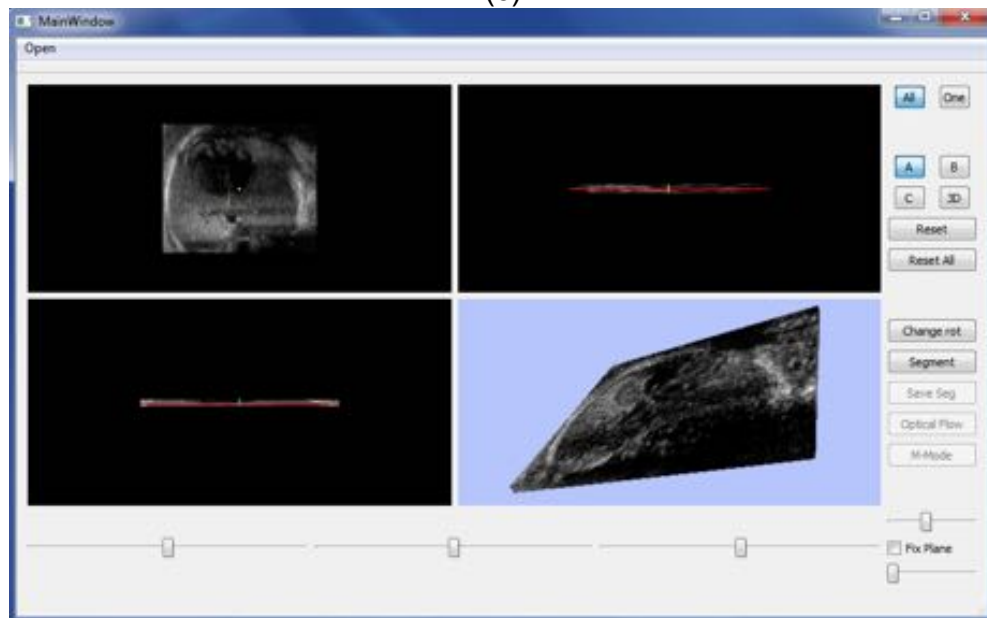 MainWindow
Open
All One
A B
C 3D
Reset
Reset All
Change rot
Segment
Save Seg
Optical Flow
M-Mode
Fix Plane